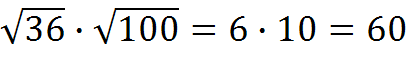 √36 · √100 = 6 · 10 = 60